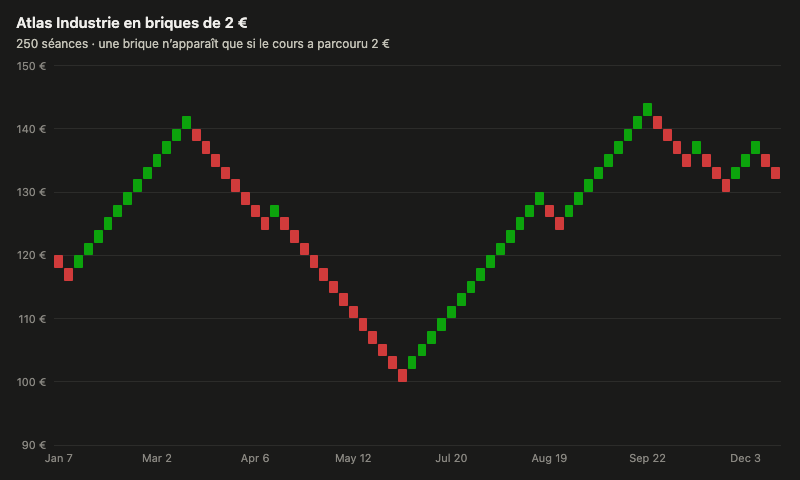 Atlas Industrie en briques de 2 €
250 séances · une brique n’apparaît que si le cours a parcouru 2 €
150 €
140 €
130 €
120 €
110 €
100 €
90 €
Jan 7 Mar 2 Apr 6 May 12 Jul 20 Aug 19 Sep 22 Dec 3